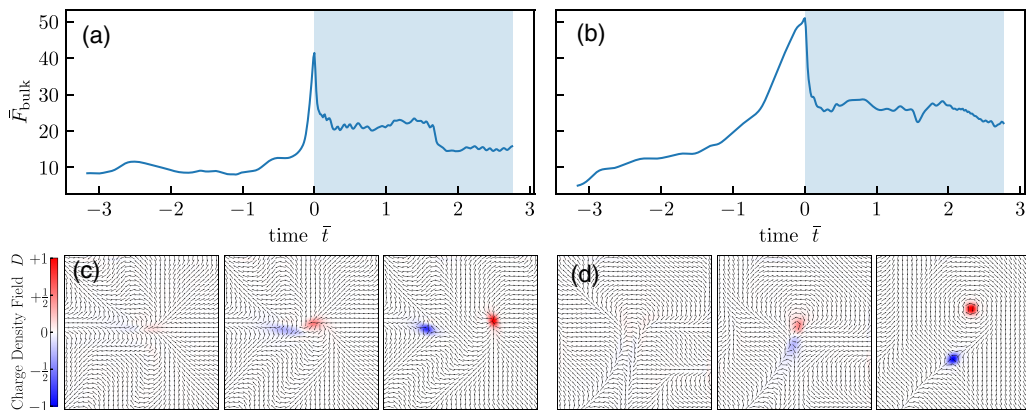 (a) (b)
50
40
30
20
10
F̄bulk
−3 −2 −1 0 1 2 3 −3 −2 −1 0 1 2 3
time t̄ time t̄
Charge Density Field D
+1
+1/2
0
−1/2
−1
(c) (d)